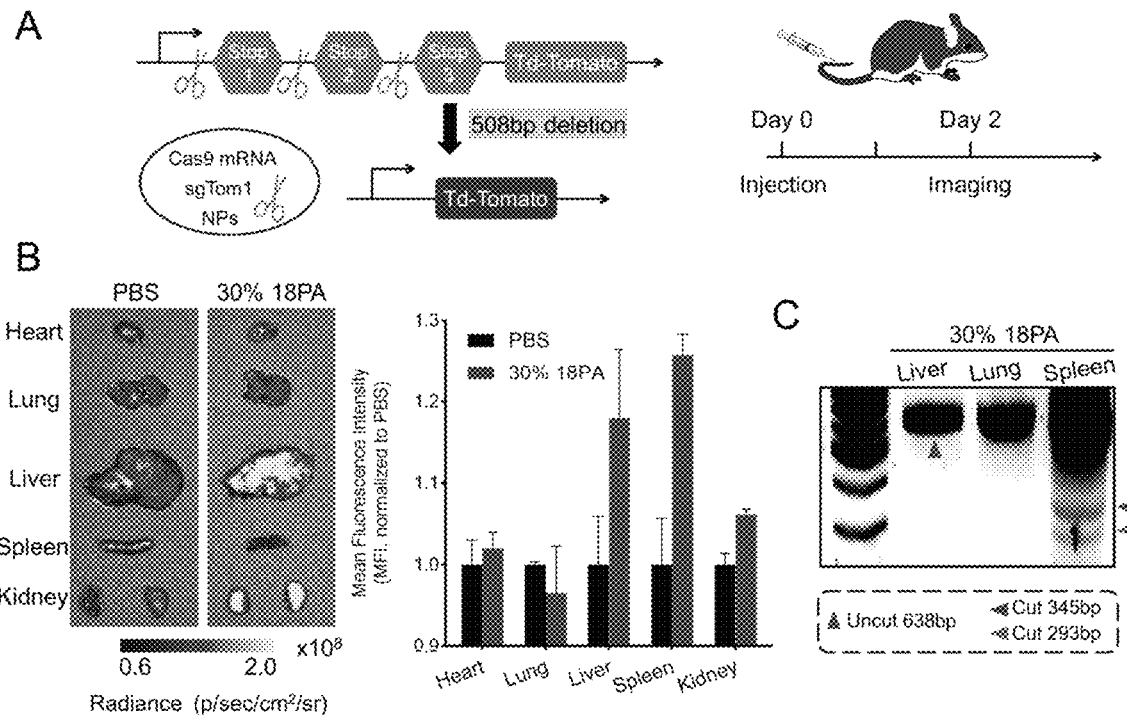 A
Stop 1
Stop 2
Stop 3
Td-Tomato
508bp deletion
Cas9 mRNA
sgTom1
NPs
Td-Tomato
Day 0
Day 2
Injection
Imaging
B
PBS
30% 18PA
Heart
Lung
Liver
Spleen
Kidney
0.6
2.0
x10⁸
Radiance (p/sec/cm²/sr)
Mean Fluorescence Intensity
(MFI, normalized to PBS)
1.3
1.2
1.1
1.0
0.9
PBS
30% 18PA
Heart
Lung
Liver
Spleen
Kidney
C
30% 18PA
Liver
Lung
Spleen
Uncut 638bp
Cut 345bp
Cut 293bp